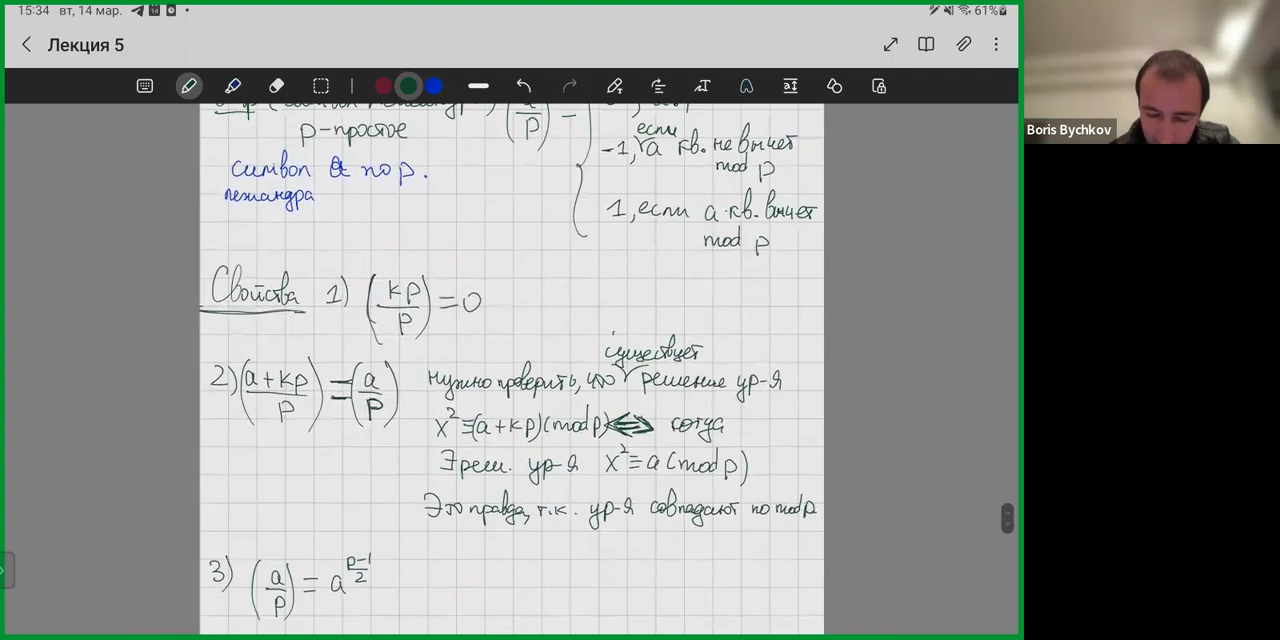 15:34 вт, 14 мар.
61%
Лекция 5
Boris Bychkov
(a/p) =
p-простое
-1, если a кв. не вычет mod p
символ a по p.
лежандра
1, если a кв. вычет mod p
Свойства 1) (kp/p) = 0
2) (a+kp/p) = (a/p) нужно проверить, что существует решение ур-я
x² ≡ (a+kp) (mod p) <=> когда
∃ реш. ур-я x² ≡ a (mod p)
Это правда, т.к. ур-я совпадают по mod p
3) (a/p) = a^((p-1)/2)